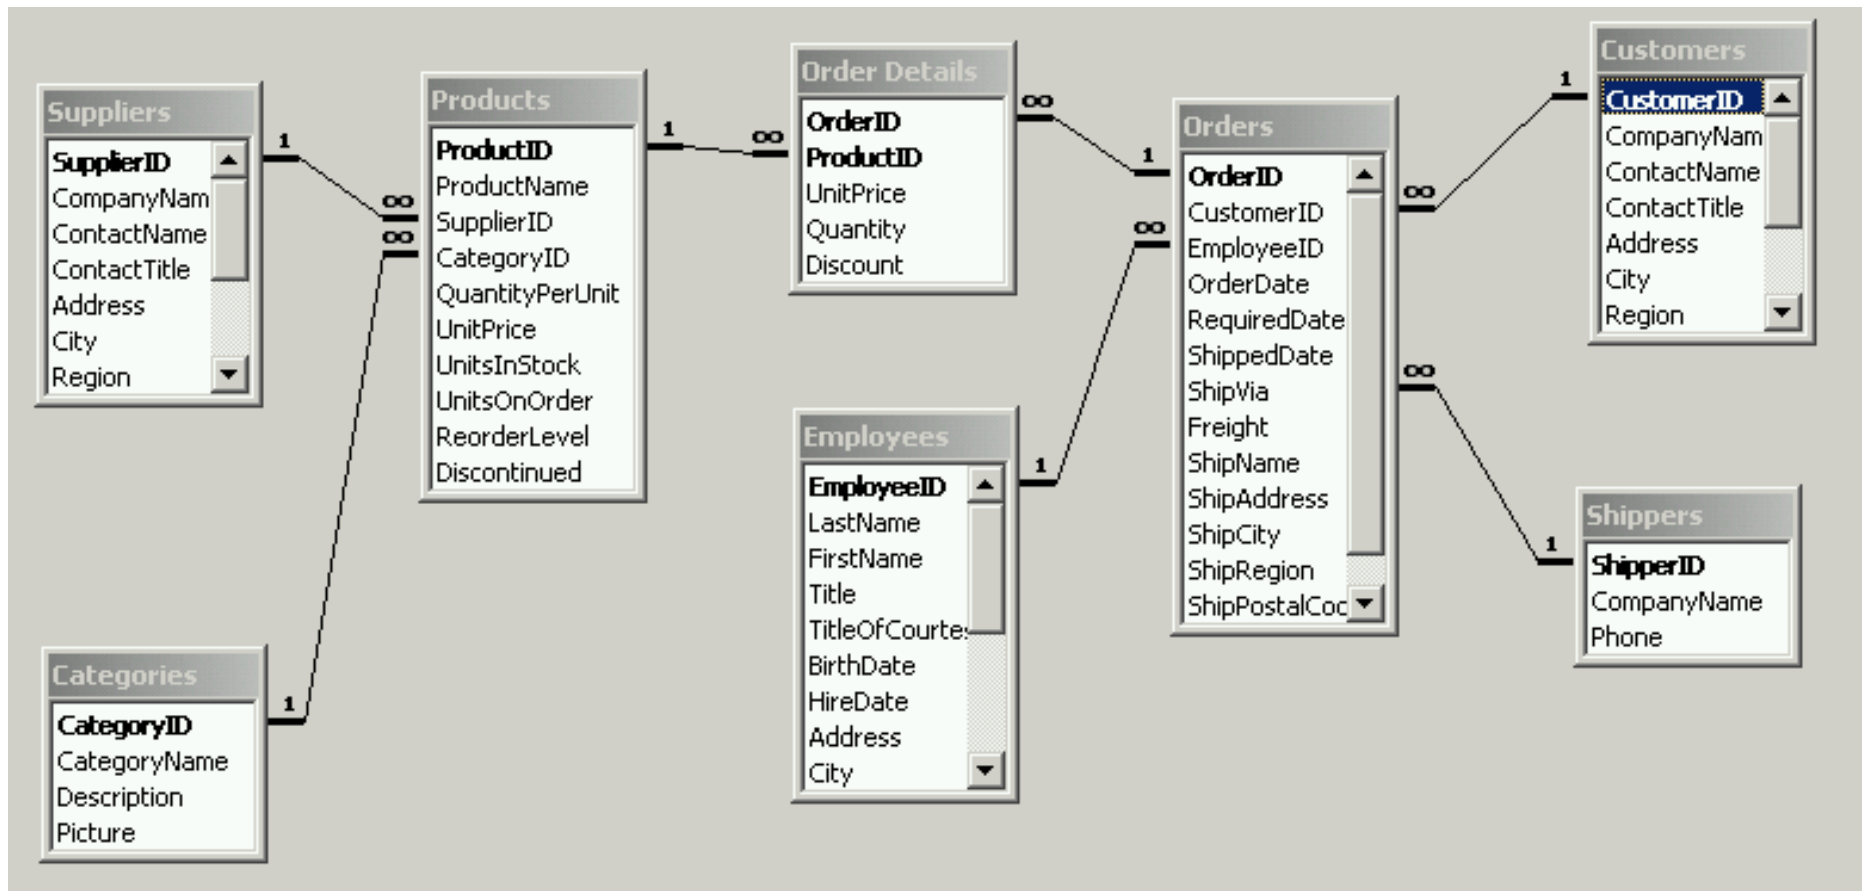 Suppliers
SupplierID
CompanyNam
ContactName
ContactTitle
Address
City
Region
1
∞
∞
Products
ProductID
ProductName
SupplierID
CategoryID
QuantityPerUnit
UnitPrice
UnitsInStock
UnitsOnOrder
ReorderLevel
Discontinued
1
∞
Order Details
OrderID
ProductID
UnitPrice
Quantity
Discount
∞
1
∞
Orders
OrderID
CustomerID
EmployeeID
OrderDate
RequiredDate
ShippedDate
ShipVia
Freight
ShipName
ShipAddress
ShipCity
ShipRegion
ShipPostalCoc
∞
1
∞
1
Customers
CustomerID
CompanyNam
ContactName
ContactTitle
Address
City
Region
Employees
EmployeeID
LastName
FirstName
Title
TitleOfCourtes
BirthDate
HireDate
Address
City
1
Shippers
ShipperID
CompanyName
Phone
Categories
CategoryID
CategoryName
Description
Picture
1